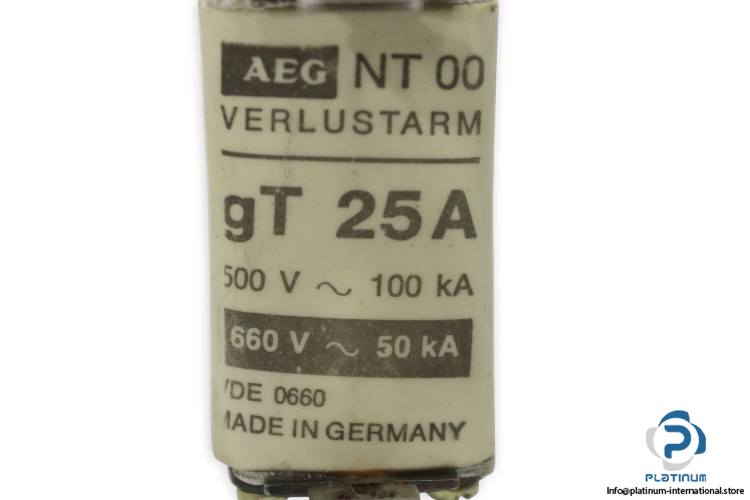 AEG NT 00
VERLUSTARM
gT 25A
500 V ~ 100 kA
660 V ~ 50 kA
VDE 0660
MADE IN GERMANY
PLATINUM
Info@platinum-international.store